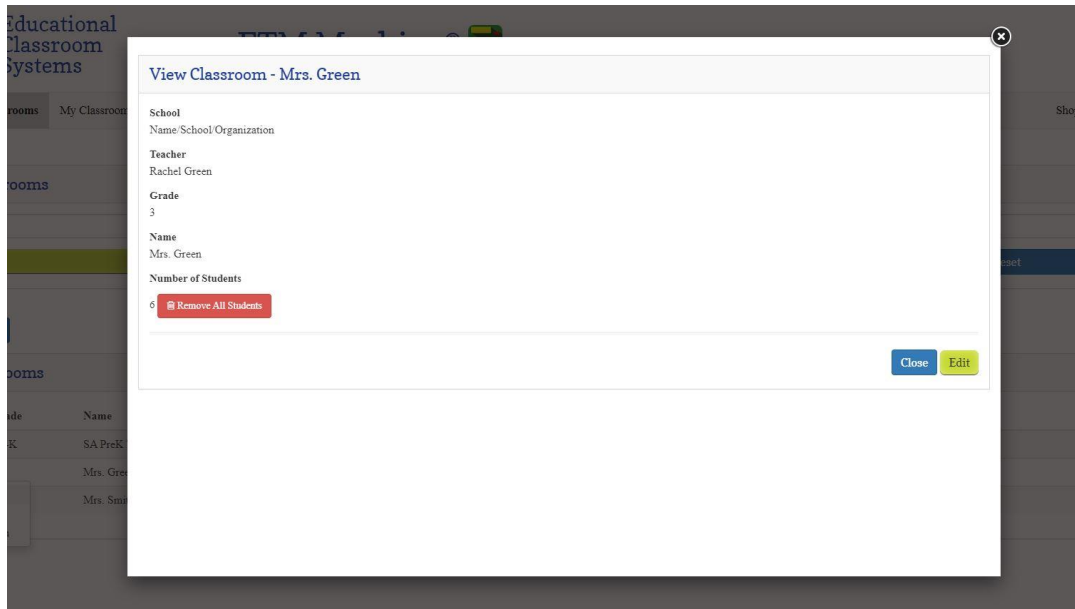 Educational
Classroom
Systems
rooms My Classroom
View Classroom - Mrs. Green
School
Name/School/Organization
Teacher
Rachel Green
Grade
3
Name
Mrs. Green
Number of Students
6 Remove All Students
Close Edit
Sho
rooms
eset
ooms
ade Name
K SA PreK
Mrs. Gree
Mrs. Smi